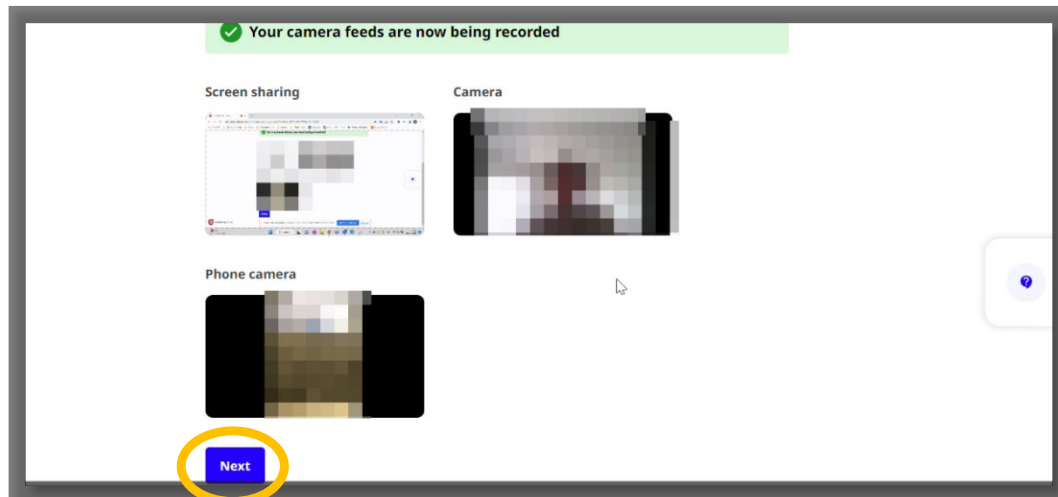 Your camera feeds are now being recorded
Screen sharing
Camera
Phone camera
Next